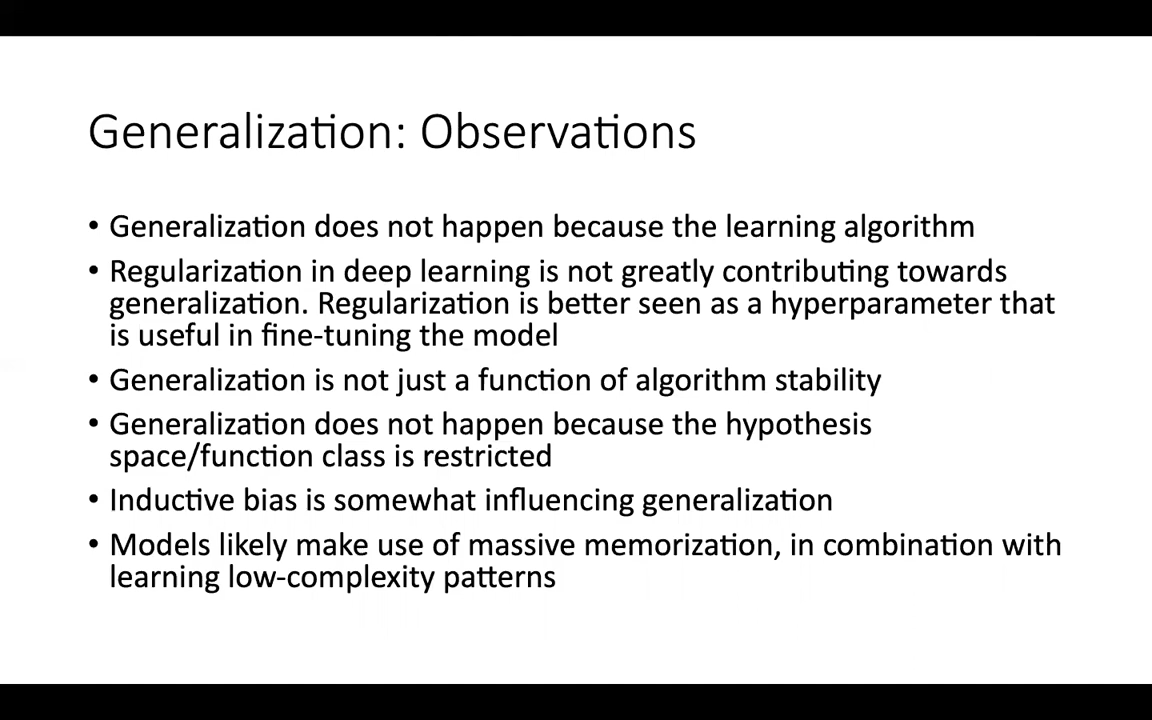 Generalization: Observations
• Generalization does not happen because the learning algorithm
• Regularization in deep learning is not greatly contributing towards
generalization. Regularization is better seen as a hyperparameter that
is useful in fine-tuning the model
• Generalization is not just a function of algorithm stability
• Generalization does not happen because the hypothesis
space/function class is restricted
• Inductive bias is somewhat influencing generalization
• Models likely make use of massive memorization, in combination with
learning low-complexity patterns